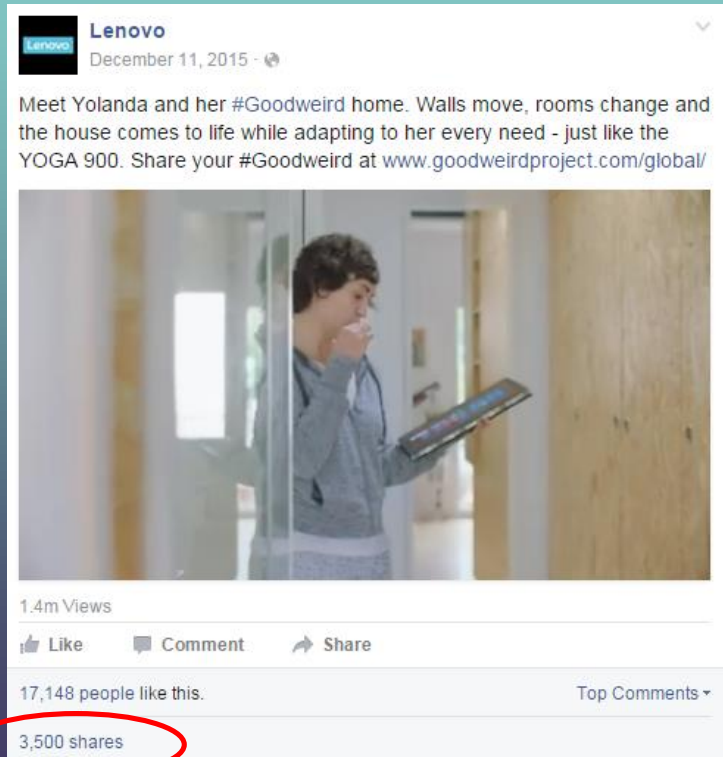 Lenovo
Lenovo
December 11, 2015 ·
Meet Yolanda and her #Goodweird home. Walls move, rooms change and
the house comes to life while adapting to her every need - just like the
YOGA 900. Share your #Goodweird at www.goodweirdproject.com/global/
1.4m Views
Like Comment Share
17,148 people like this. Top Comments
3,500 shares